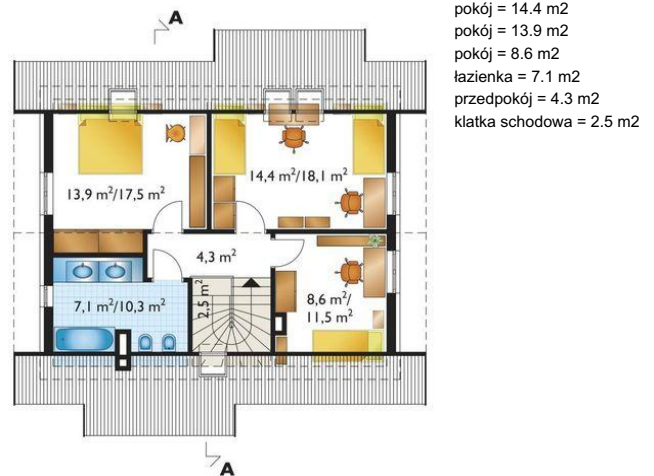 pokój = 14.4 m2
pokój = 13.9 m2
pokój = 8.6 m2
łazienka = 7.1 m2
przedpokój = 4.3 m2
klatka schodowa = 2.5 m2
A
13,9 m²/17,5 m²
14,4 m²/18,1 m²
4,3 m²
2,5 m²
7,1 m²/10,3 m²
8,6 m²/
11,5 m²
A